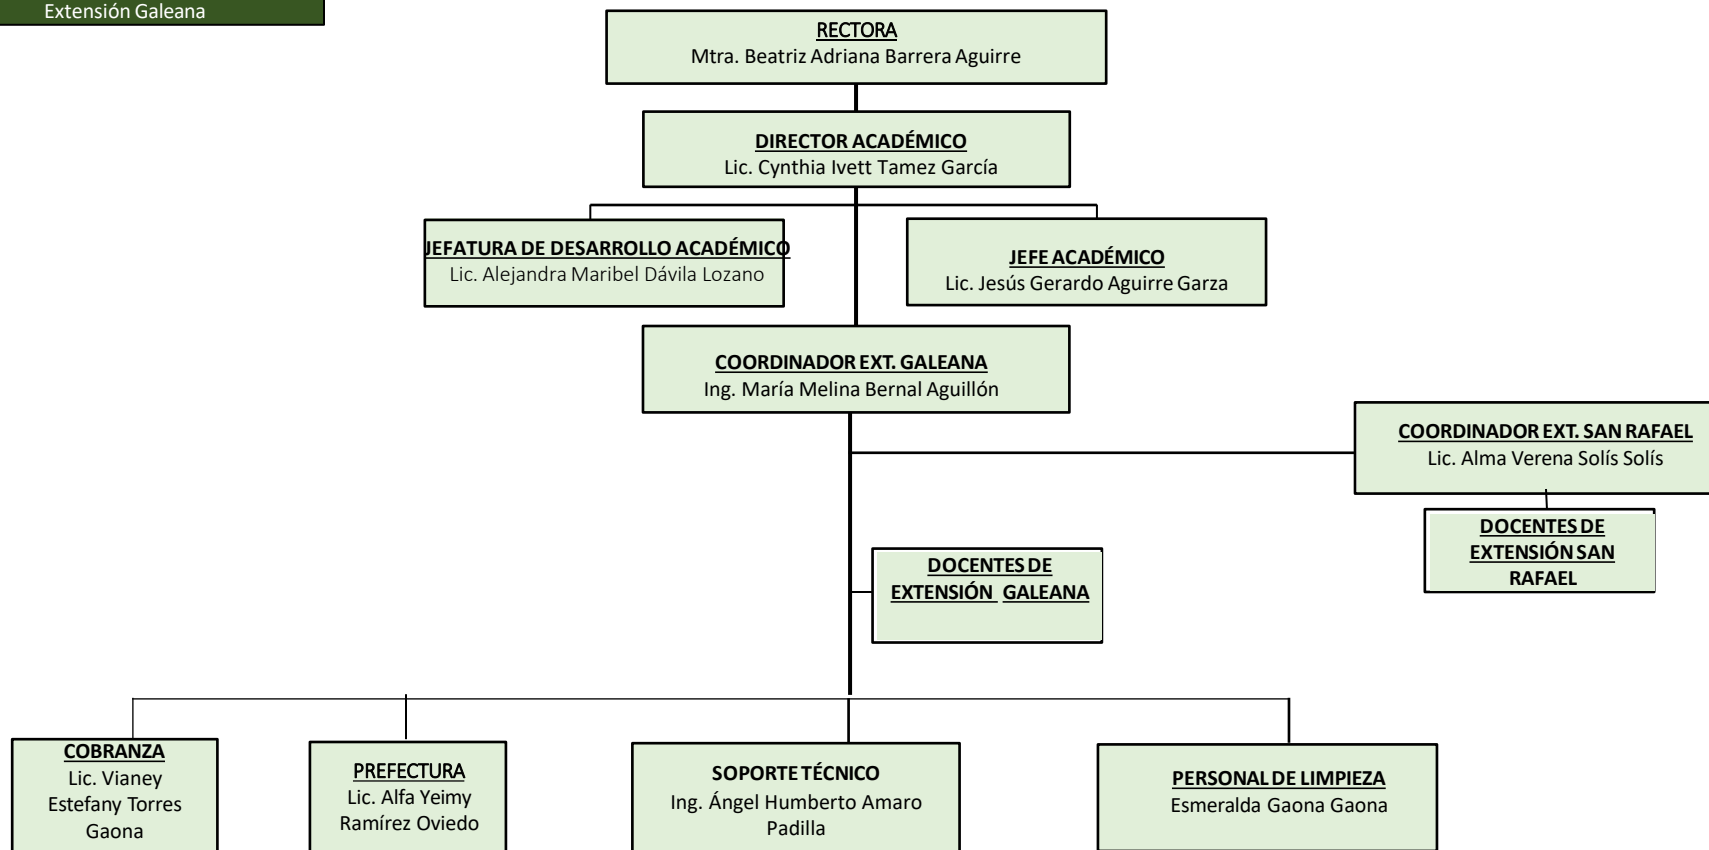 Extensión Galeana
RECTORA
Mtra. Beatriz Adriana Barrera Aguirre
DIRECTOR ACADÉMICO
Lic. Cynthia Ivett Tamez García
JEFATURA DE DESARROLLO ACADÉMICO
Lic. Alejandra Maribel Dávila Lozano
JEFE ACADÉMICO
Lic. Jesús Gerardo Aguirre Garza
COORDINADOR EXT. GALEANA
Ing. María Melina Bernal Aguillón
COORDINADOR EXT. SAN RAFAEL
Lic. Alma Verena Solís Solís
DOCENTES DE
EXTENSIÓN SAN
RAFAEL
DOCENTES DE
EXTENSIÓN GALEANA
COBRANZA
Lic. Vianey
Estefany Torres
Gaona
PREFECTURA
Lic. Alfa Yeimy
Ramírez Oviedo
SOPORTE TÉCNICO
Ing. Ángel Humberto Amaro
Padilla
PERSONAL DE LIMPIEZA
Esmeralda Gaona Gaona